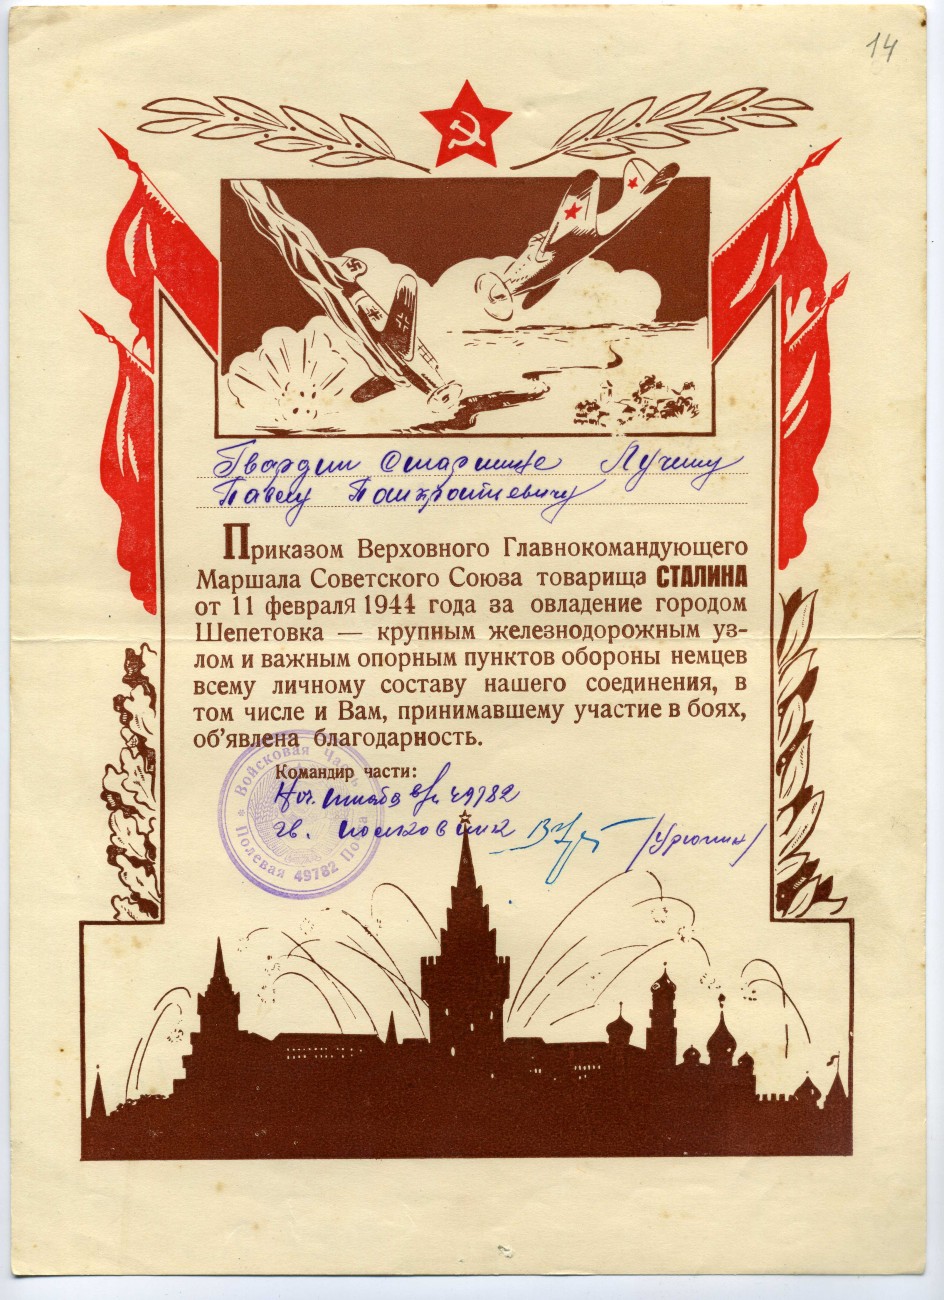 14
Гвардии Старшине Лучину
Павлу Панкратьевичу
Приказом Верховного Главнокомандующего
Маршала Советского Союза товарища СТАЛИНА
от 11 февраля 1944 года за овладение городом
Шепетовка — крупным железнодорожным уз-
лом и важным опорным пунктов обороны немцев
всему личному составу нашего соединения, в
том числе и Вам, принимавшему участие в боях,
об’явлена благодарность.
Командир части:
Нач. штаба в/ч 49782
гв. полковник
Войсковая Часть
Полевая Почта
49782